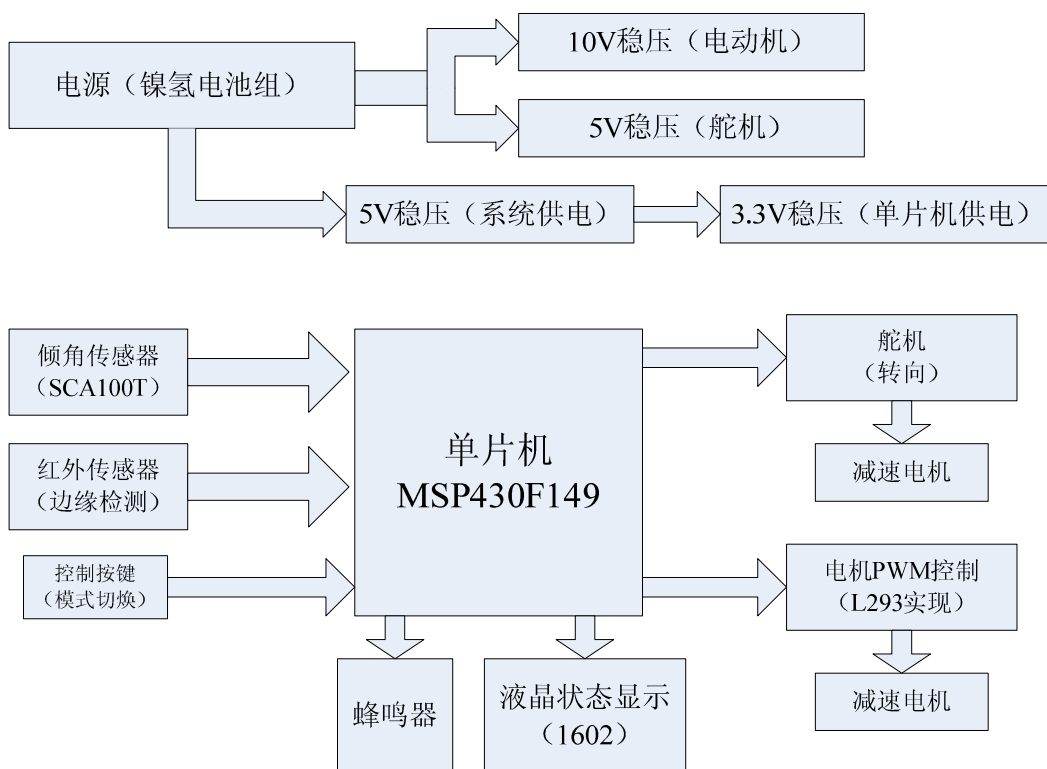 10V稳压（电动机）
电源（镍氢电池组）
5V稳压（舵机）
5V稳压（系统供电）
3.3V稳压（单片机供电）
倾角传感器
（SCA100T）
红外传感器
（边缘检测）
控制按键
（模式切焕）
单片机
MSP430F149
舵机
（转向）
减速电机
电机PWM控制
（L293实现）
减速电机
蜂鸣器
液晶状态显示
（1602）